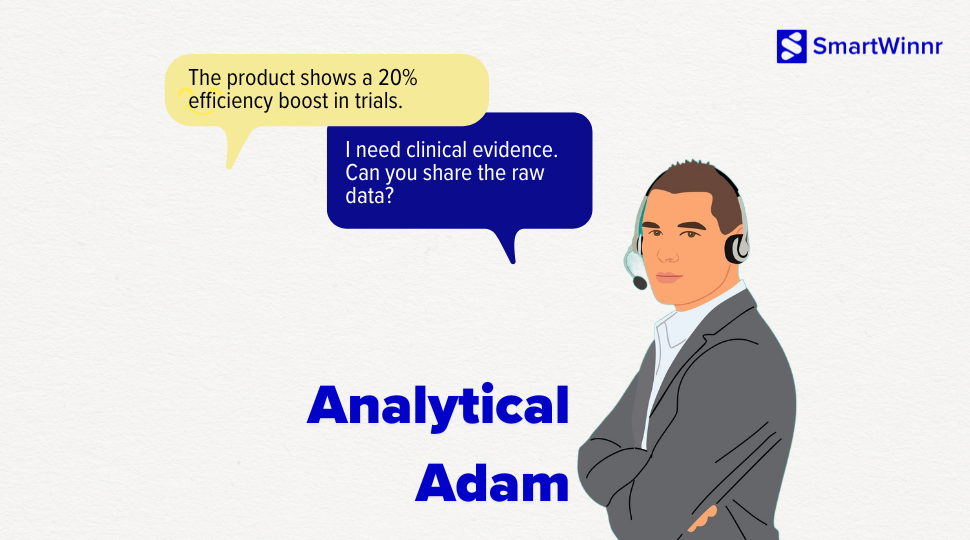 SmartWinnr
The product shows a 20%
efficiency boost in trials.
I need clinical evidence.
Can you share the raw
data?
Analytical
Adam